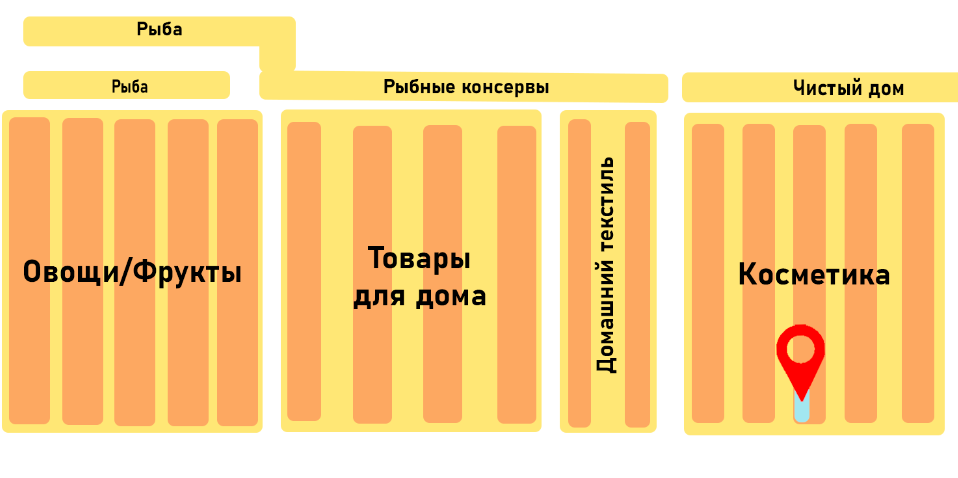 Рыба
Рыба
Рыбные консервы
Чистый дом
Овощи/Фрукты
Товары
для дома
Домашний текстиль
Косметика